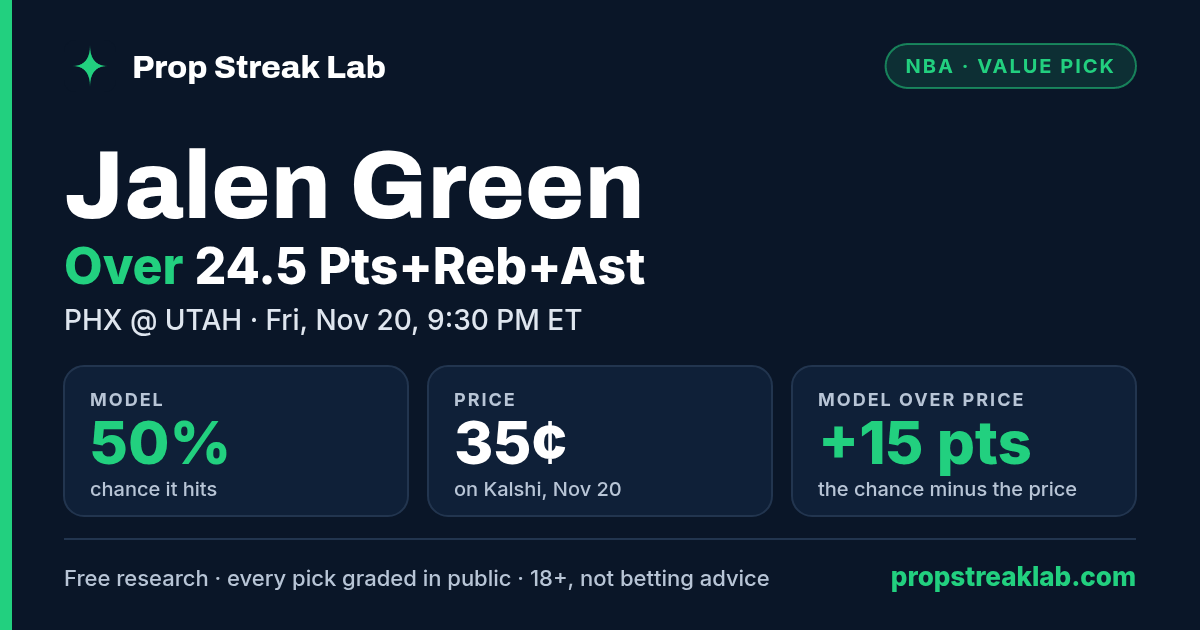 Prop Streak Lab
NBA · VALUE PICK
Jalen Green
Over 24.5 Pts+Reb+Ast
PHX @ UTAH · Fri, Nov 20, 9:30 PM ET
MODEL
50%
chance it hits
PRICE
35¢
on Kalshi, Nov 20
MODEL OVER PRICE
+15 pts
the chance minus the price
Free research · every pick graded in public · 18+, not betting advice
propstreaklab.com